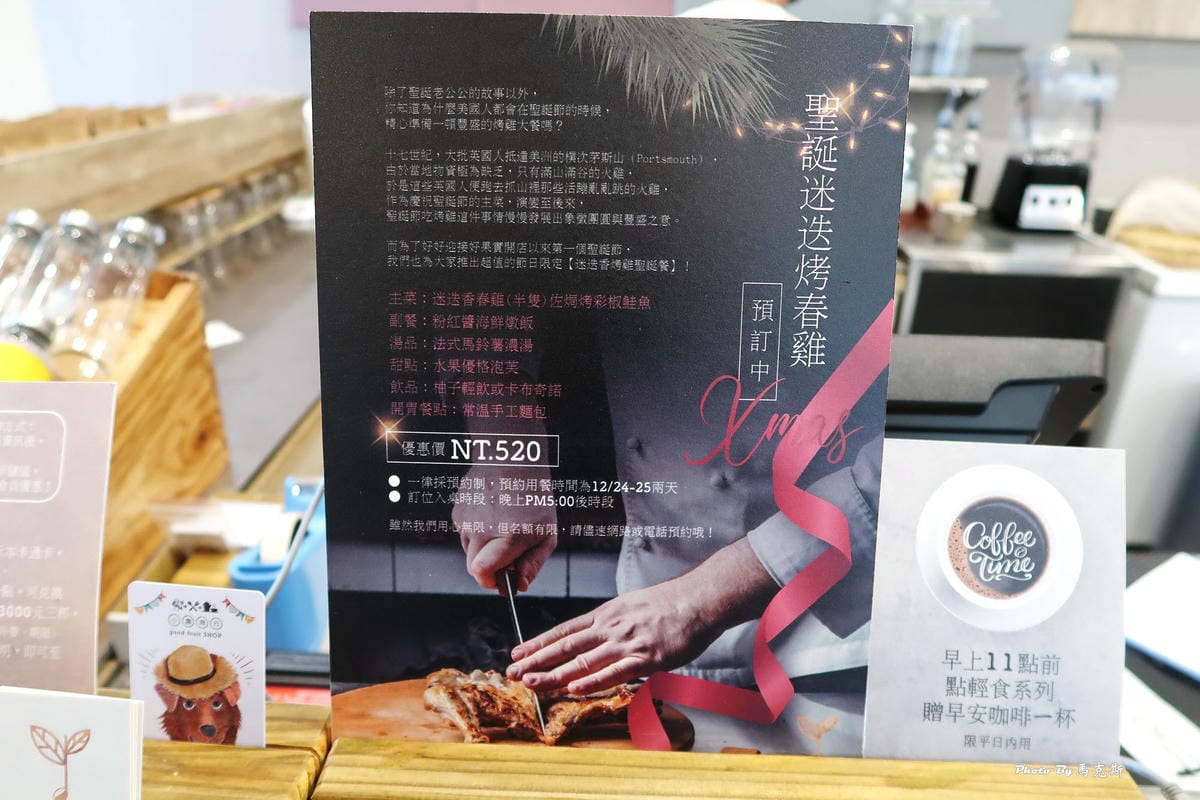 聖誕迷迭烤春雞
預訂中
Xmas
除了聖誕老公公的故事以外，
你知道為什麼美國人都會在聖誕節的時候，
精心準備一頓豐盛的烤雞大餐嗎？
十七世紀，大批英國人抵達美洲的樸次茅斯山 (Portsmouth)，
由於當地物資極為缺乏，只有滿山滿谷的火雞，
於是這些英國人便跑去抓山裡那些活蹦亂亂跳的火雞，
作為慶祝聖誕節的主菜，演變至後來，
聖誕節吃烤雞這件事情慢慢發展出象徵團圓與豐盛之意。
而為了好好迎接好果實開店以來第一個聖誕節，
我們也為大家推出超值的節日限定【迷迭香烤雞聖誕餐】！
主菜：迷迭香春雞(半隻)佐焗烤彩椒鮭魚
副餐：粉紅醬海鮮燉飯
湯品：法式馬鈴薯濃湯
甜點：水果優格泡芙
飲品：柚子輕飲或卡布奇諾
開胃餐點：常溫手工麵包
優惠價 NT.520
● 一律採預約制，預約用餐時間為12/24-25兩天
● 訂位入桌時段：晚上PM5:00後時段
雖然我們用心無限，但名額有限，請儘速網路或電話預約哦！
good fruit SHOP
Coffee
Time
早上11點前
點輕食系列
贈早安咖啡一杯
限平日內用
Photo By 馬克斯